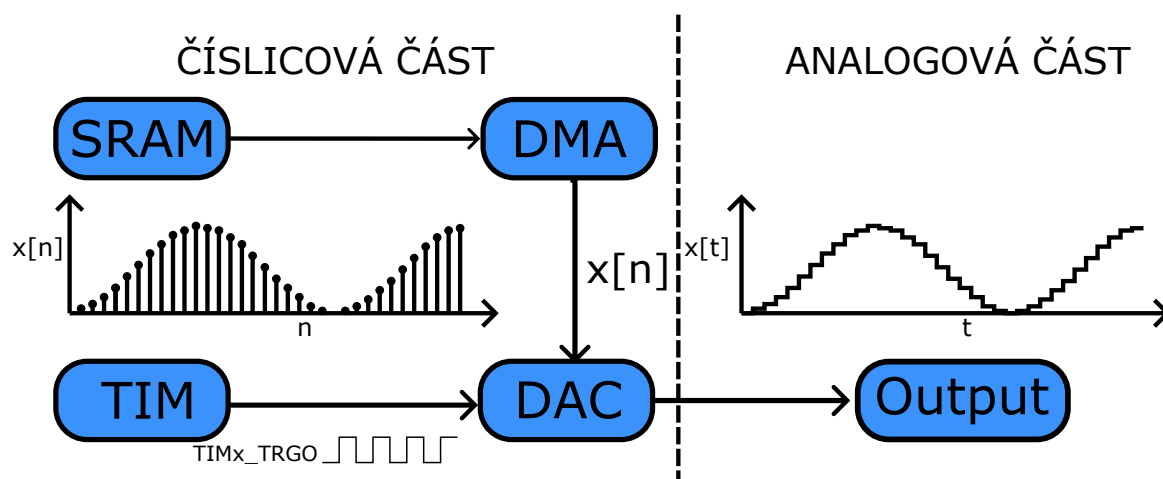 ČÍSLICOVÁ ČÁST
ANALOGOVÁ ČÁST
SRAM
DMA
x[n]
n
x[n]
x[t]
t
TIM
DAC
Output
TIMx_TRGO